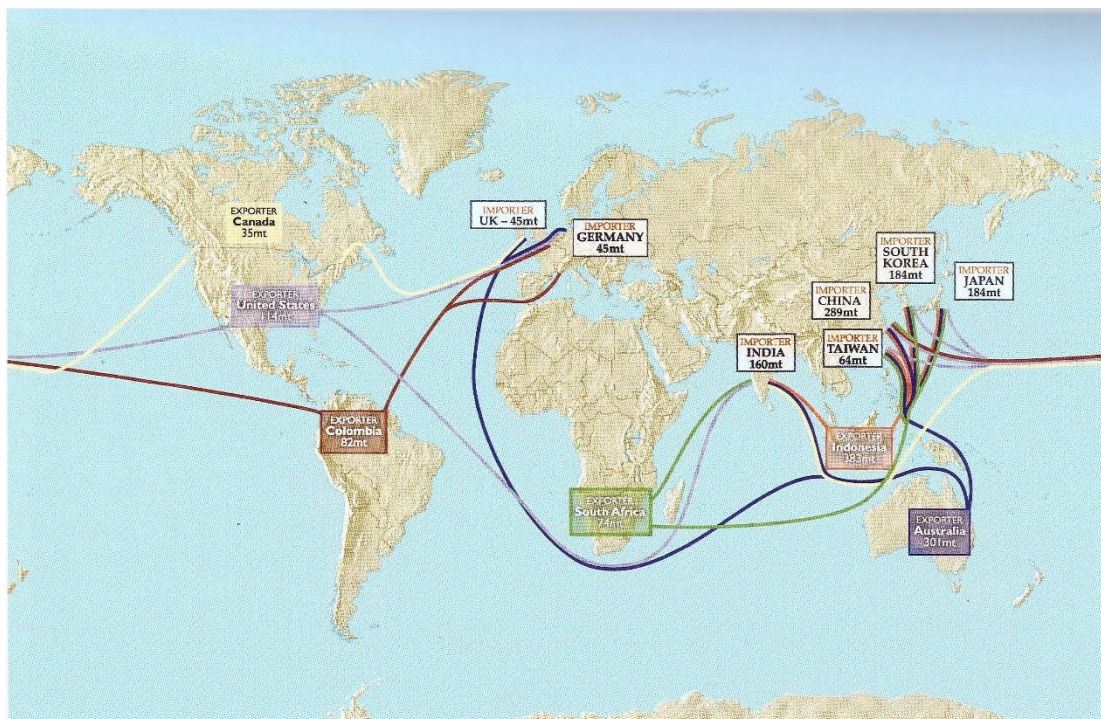 EXPORTER
Canada
35mt
IMPORTER
UK – 45mt
IMPORTER
GERMANY
45mt
IMPORTER
SOUTH
KOREA
184mt
IMPORTER
JAPAN
184mt
EXPORTER
United States
114mt
IMPORTER
CHINA
289mt
IMPORTER
INDIA
160mt
IMPORTER
TAIWAN
64mt
EXPORTER
Colombia
82mt
EXPORTER
Indonesia
383mt
EXPORTER
South Africa
74mt
EXPORTER
Australia
301mt